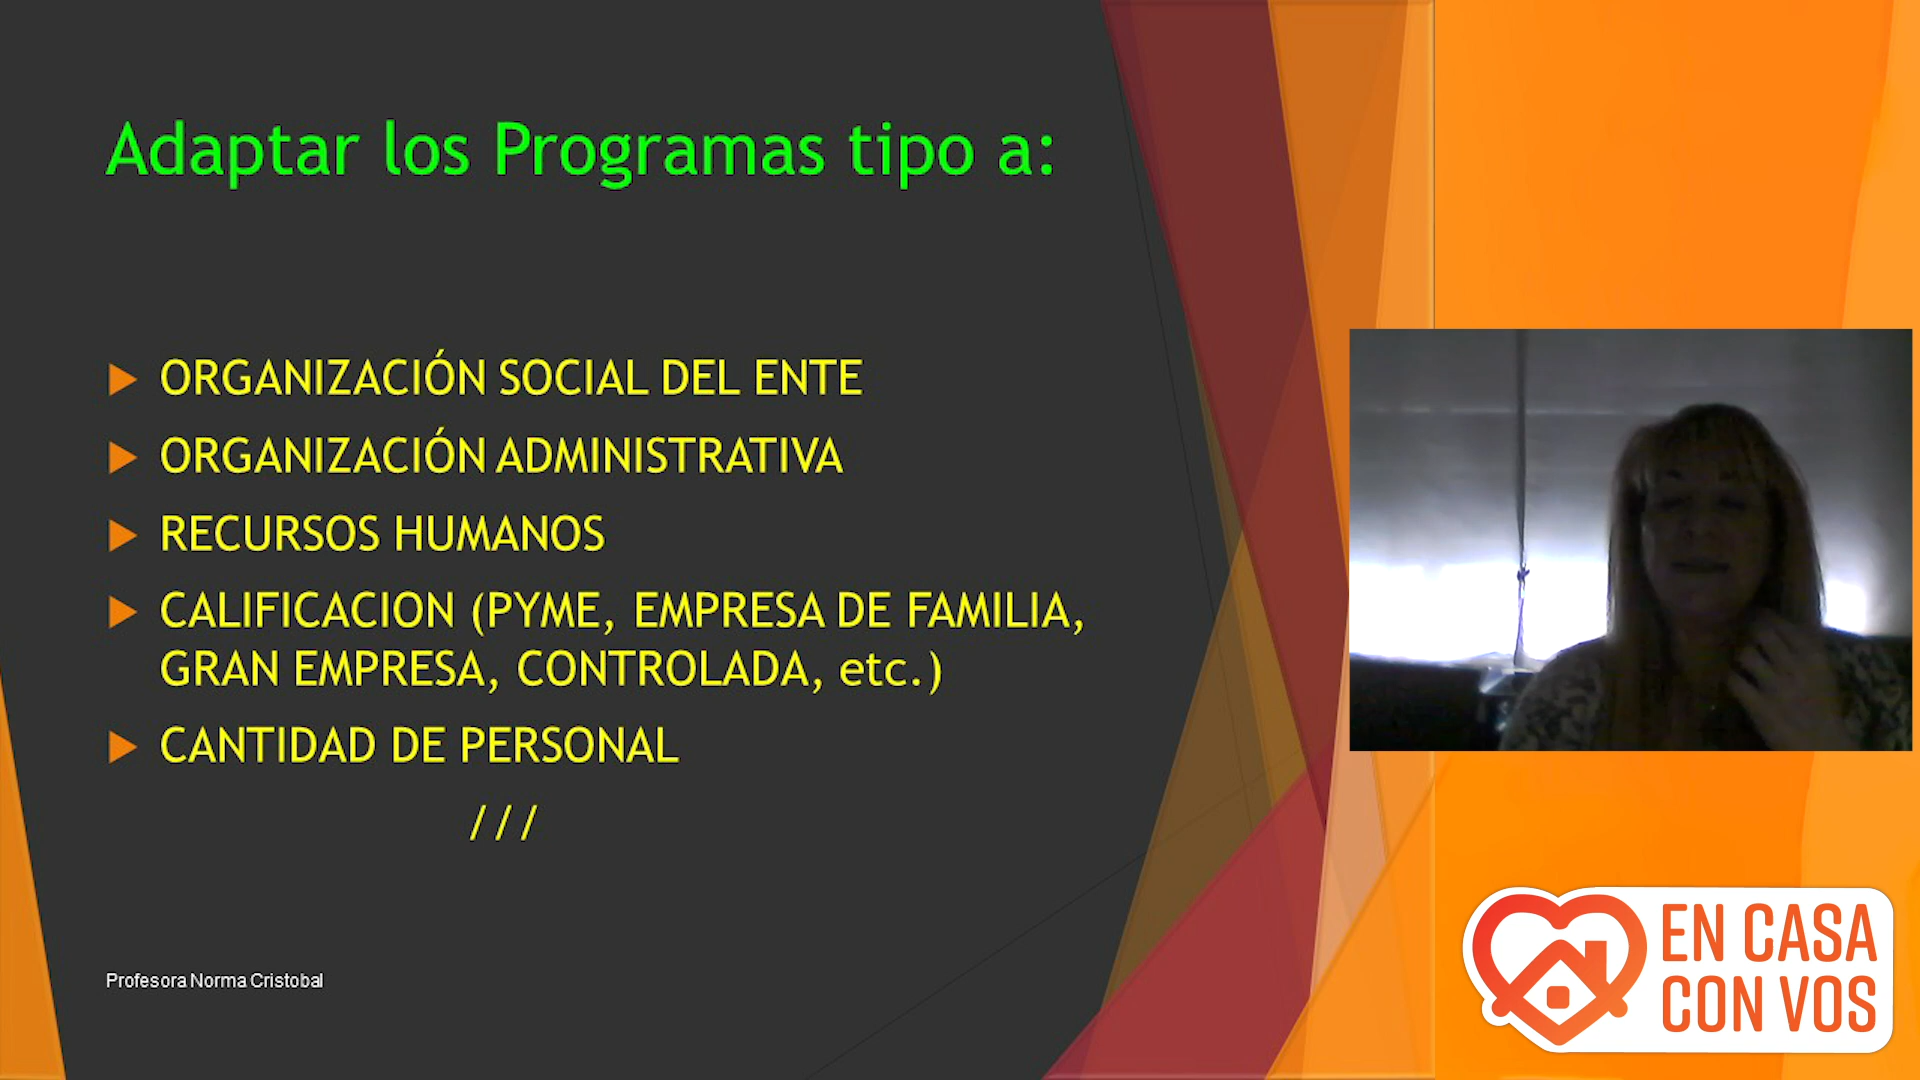 Adaptar los Programas tipo a:
ORGANIZACIÓN SOCIAL DEL ENTE
ORGANIZACIÓN ADMINISTRATIVA
RECURSOS HUMANOS
CALIFICACION (PYME, EMPRESA DE FAMILIA,
GRAN EMPRESA, CONTROLADA, etc.)
CANTIDAD DE PERSONAL
///
Profesora Norma Cristobal
EN CASA
CON VOS